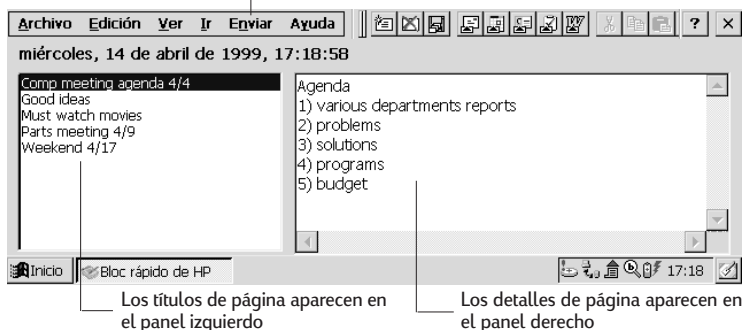 Archivo Edición Ver Ir Enviar Ayuda ? ×
miércoles, 14 de abril de 1999, 17:18:58
Comp meeting agenda 4/4
Good ideas
Must watch movies
Parts meeting 4/9
Weekend 4/17
Agenda
1) various departments reports
2) problems
3) solutions
4) programs
5) budget
Inicio Bloc rápido de HP 17:18
Los títulos de página aparecen en
el panel izquierdo
Los detalles de página aparecen en
el panel derecho